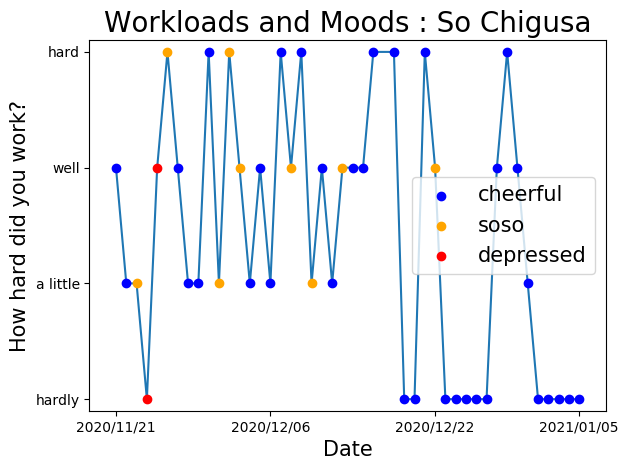 Workloads and Moods : So Chigusa
How hard did you work?
hard
well
a little
hardly
cheerful
soso
depressed
2020/11/21
2020/12/06
2020/12/22
2021/01/05
Date